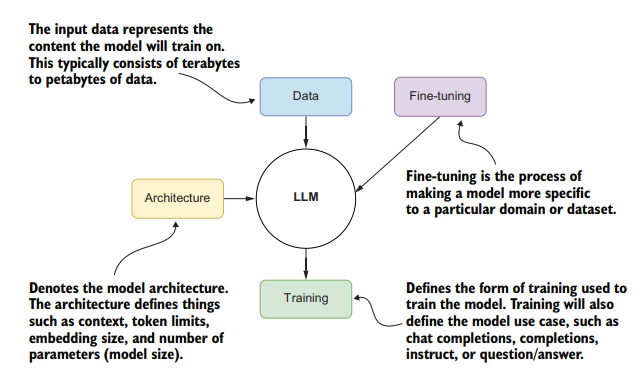 The input data represents the
content the model will train on.
This typically consists of terabytes
to petabytes of data.
Data
Fine-tuning
Fine-tuning is the process of
making a model more specific
to a particular domain or dataset.
Architecture
LLM
Denotes the model architecture.
The architecture defines things
such as context, token limits,
embedding size, and number of
parameters (model size).
Training
Defines the form of training used to
train the model. Training will also
define the model use case, such as
chat completions, completions,
instruct, or question/answer.